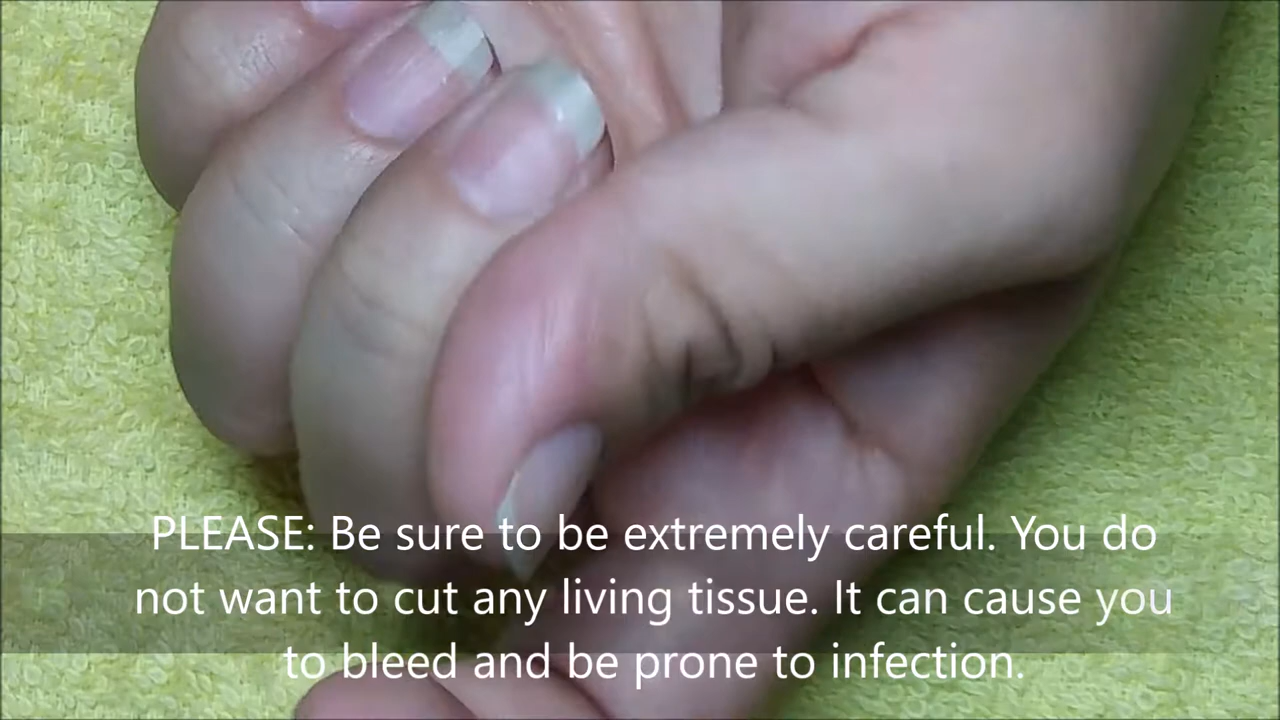 PLEASE: Be sure to be extremely careful. You do
not want to cut any living tissue. It can cause you
to bleed and be prone to infection.